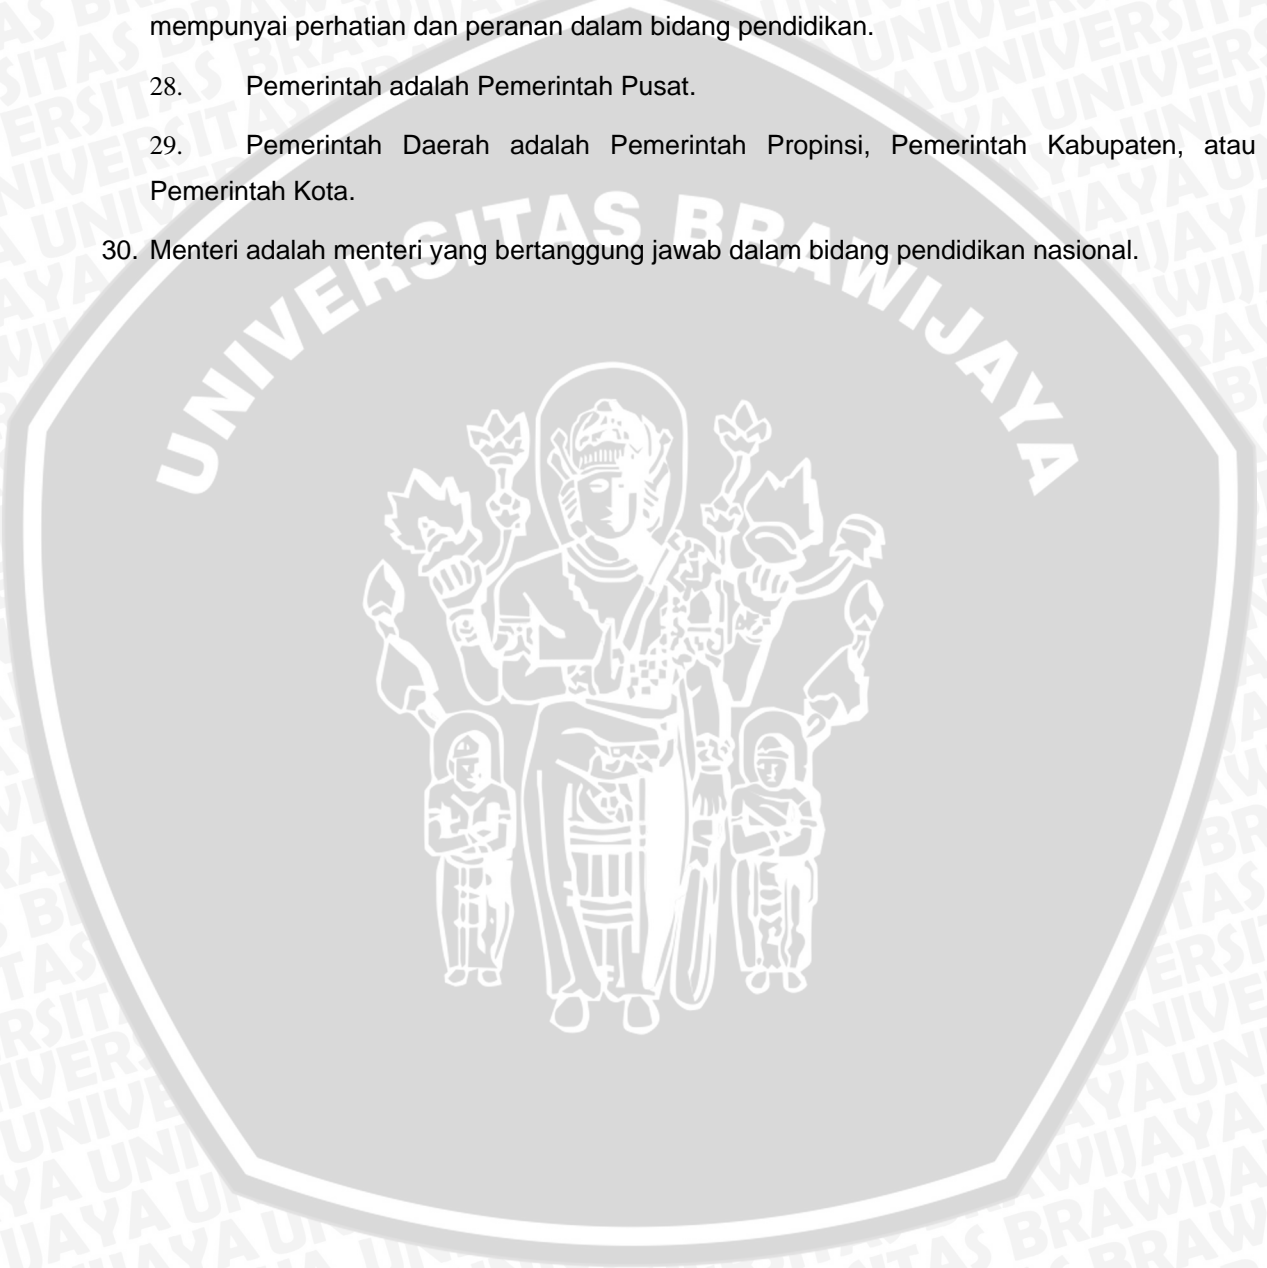 mempunyai perhatian dan peranan dalam bidang pendidikan.
28. Pemerintah adalah Pemerintah Pusat.
29. Pemerintah Daerah adalah Pemerintah Propinsi, Pemerintah Kabupaten, atau
Pemerintah Kota.
30. Menteri adalah menteri yang bertanggung jawab dalam bidang pendidikan nasional.
UNIVERSITAS BRAWIJAYA